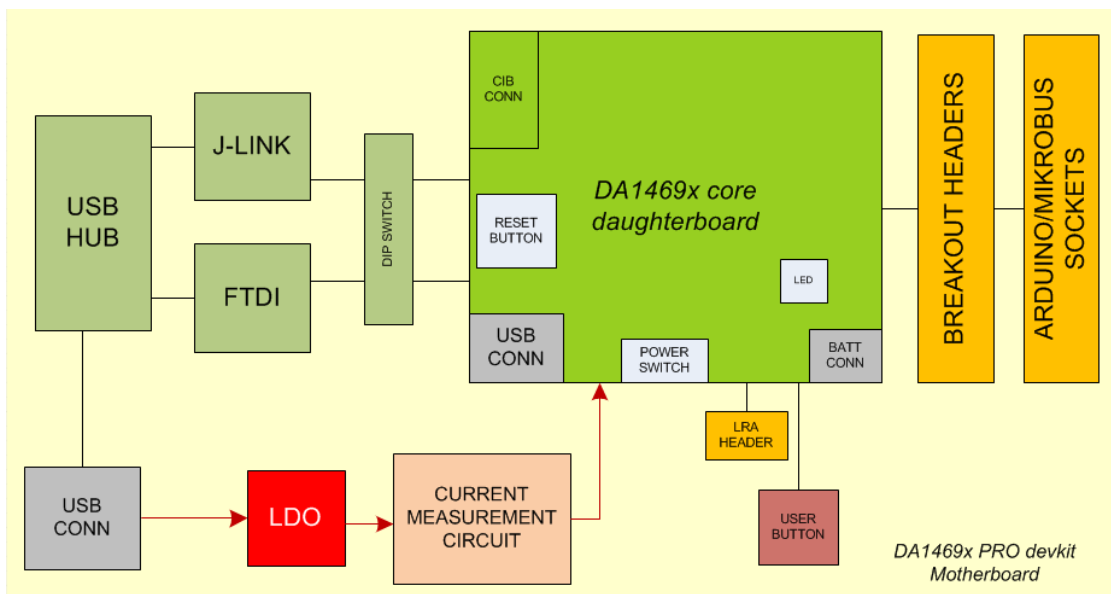 CIB
CONN
J-LINK
USB
HUB
DIP SWITCH
FTDI
RESET
BUTTON
DA1469x core
daughterboard
LED
USB
CONN
POWER
SWITCH
BATT
CONN
BREAKOUT HEADERS
ARDUINO/MIKROBUS
SOCKETS
LRA
HEADER
USB
CONN
LDO
CURRENT
MEASUREMENT
CIRCUIT
USER
BUTTON
DA1469x PRO devkit
Motherboard